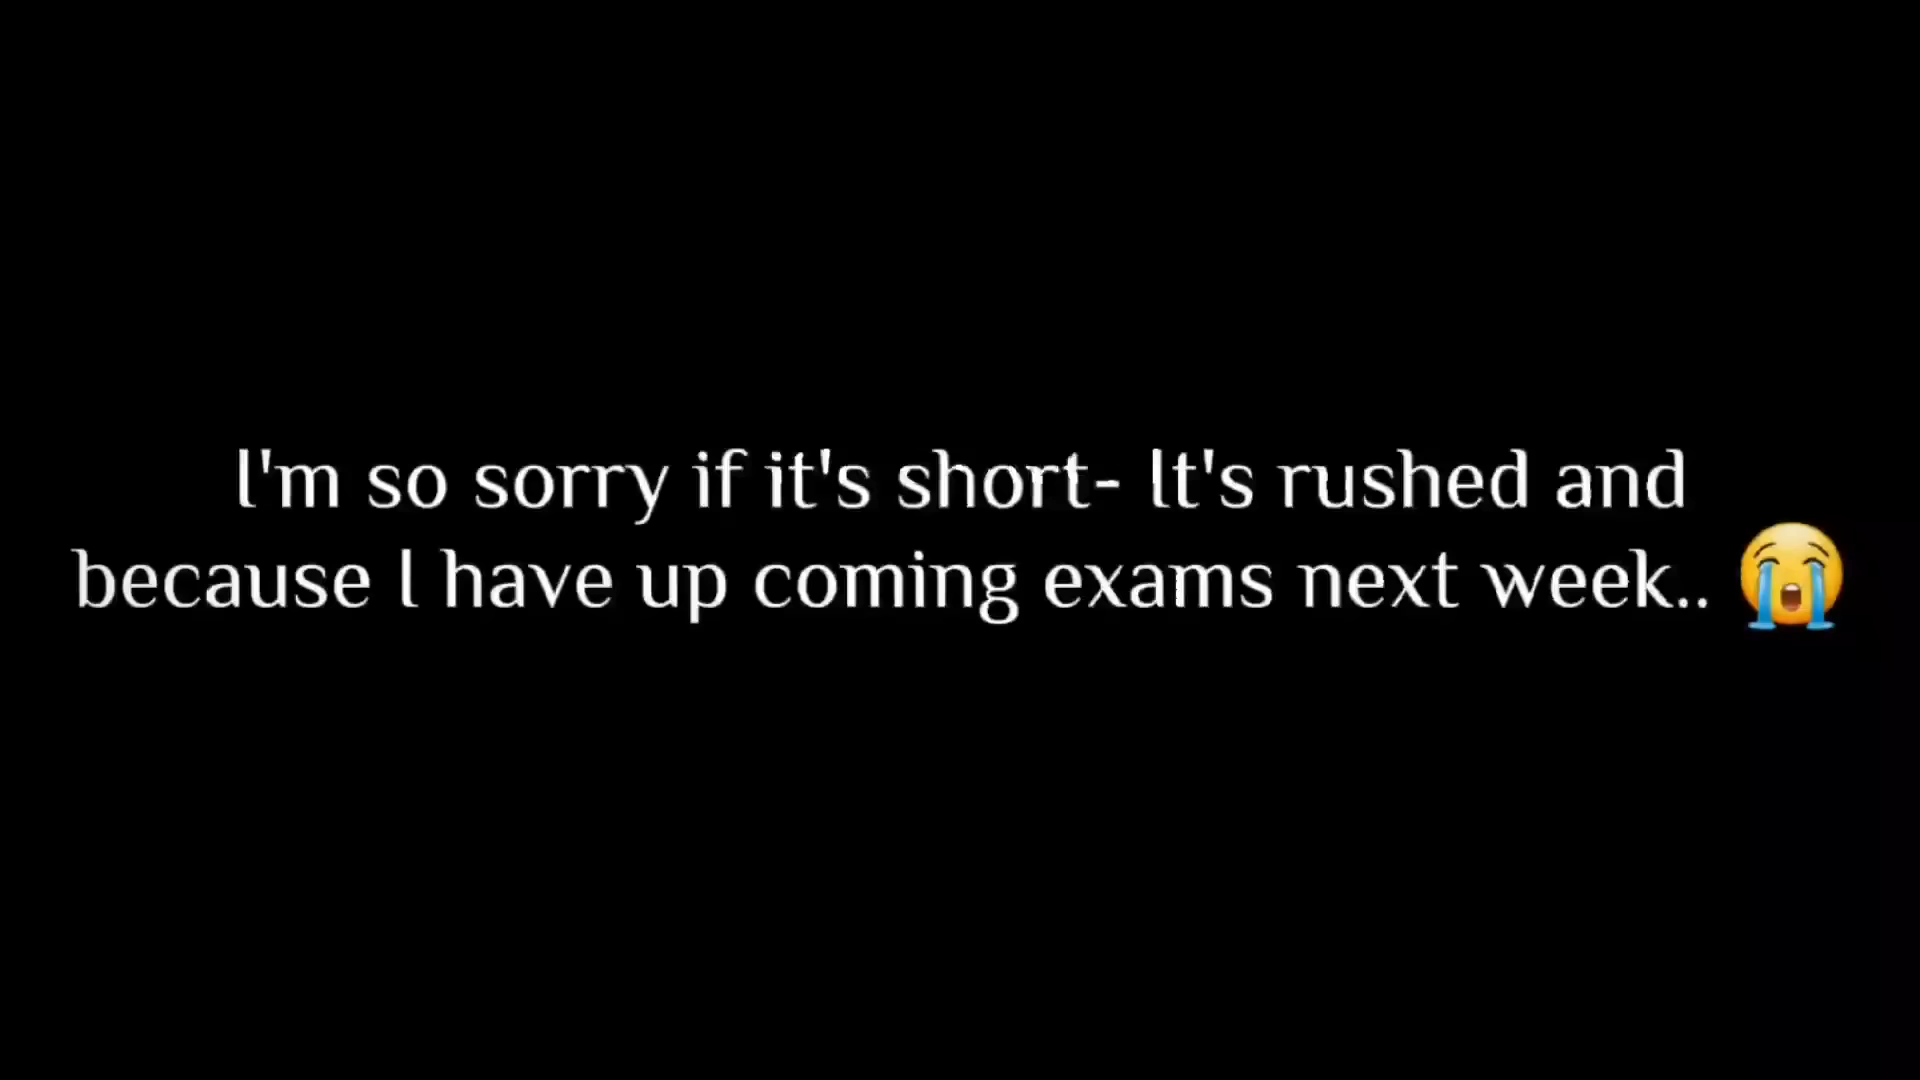 I'm so sorry if it's short- It's rushed and
because I have up coming exams next week.. 😭